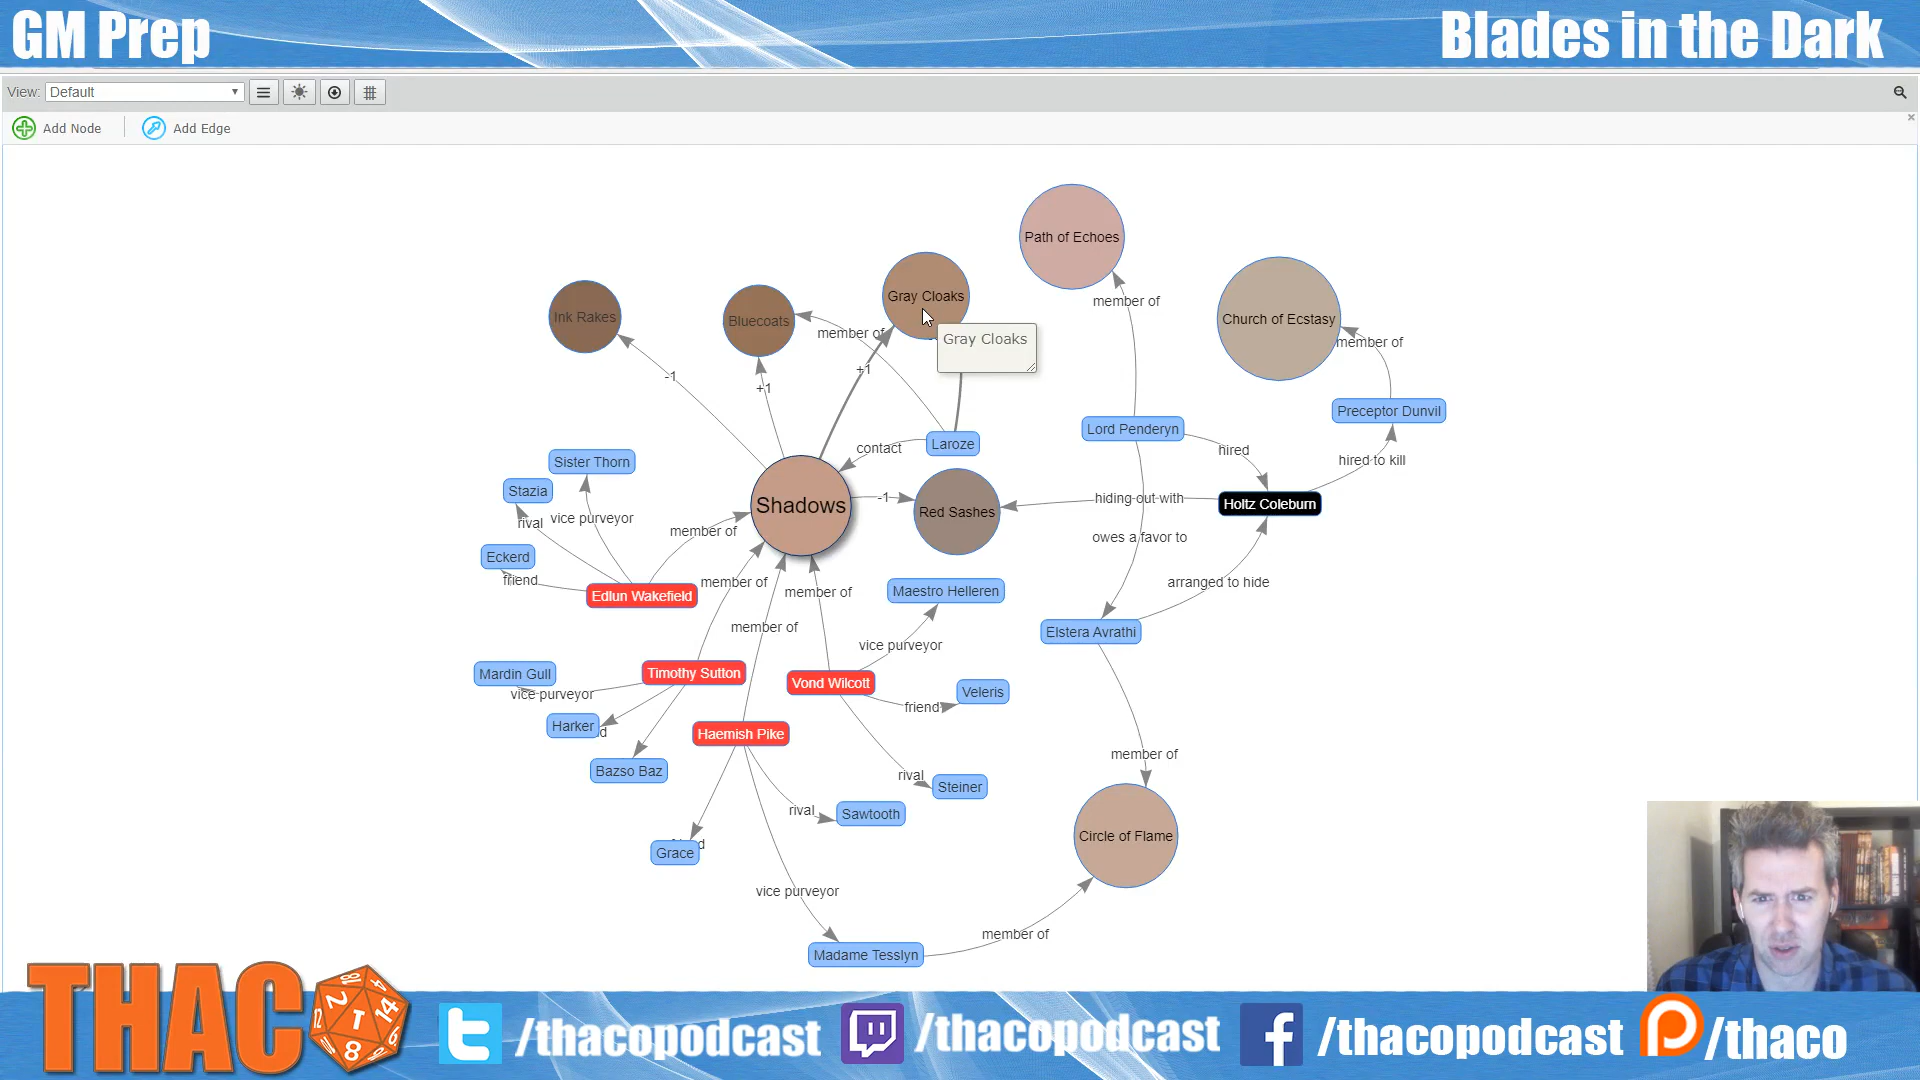 GM Prep
Blades in the Dark
View: Default
Add Node
Add Edge
Path of Echoes
Gray Cloaks
Church of Ecstasy
Ink Rakes
Bluecoats
member of
member of
Gray Cloaks
member of
+1
-1
+1
Preceptor Dunvil
Lord Penderyn
Laroze
contact
hired
hired to kill
Sister Thorn
Stazia
Shadows
-1
hiding out with
Holtz Coleburn
Red Sashes
rival
vice purveyor
member of
owes a favor to
Eckerd
friend
member of
arranged to hide
Edlun Wakefield
member of
Maestro Helleren
member of
Elstera Avrathi
vice purveyor
Mardin Gull
Timothy Sutton
Vond Wilcott
vice purveyor
Veleris
friend
Harker
Haemish Pike
member of
Bazso Baz
rival
Steiner
rival
Sawtooth
Circle of Flame
Grace
vice purveyor
member of
Madame Tesslyn
THAC
2
T
14
8
12
4
/thacopodcast
/thacopodcast
/thacopodcast
/thaco